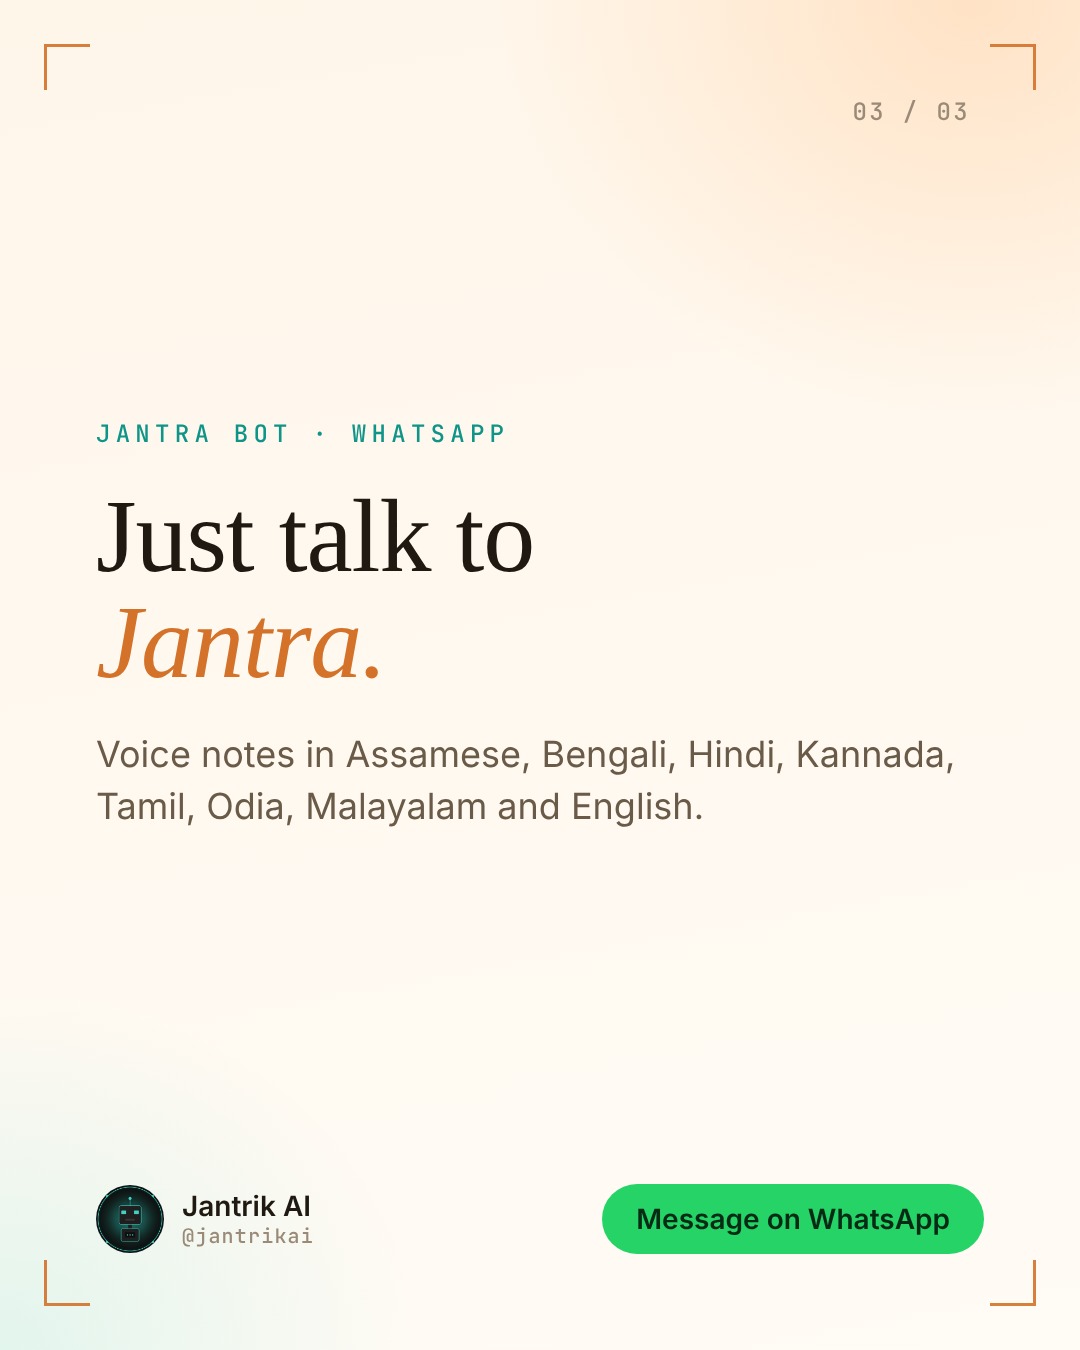 03 / 03
JANTRA BOT · WHATSAPP
Just talk to
Jantra.
Voice notes in Assamese, Bengali, Hindi, Kannada,
Tamil, Odia, Malayalam and English.
Jantrik AI
@jantrikai
Message on WhatsApp